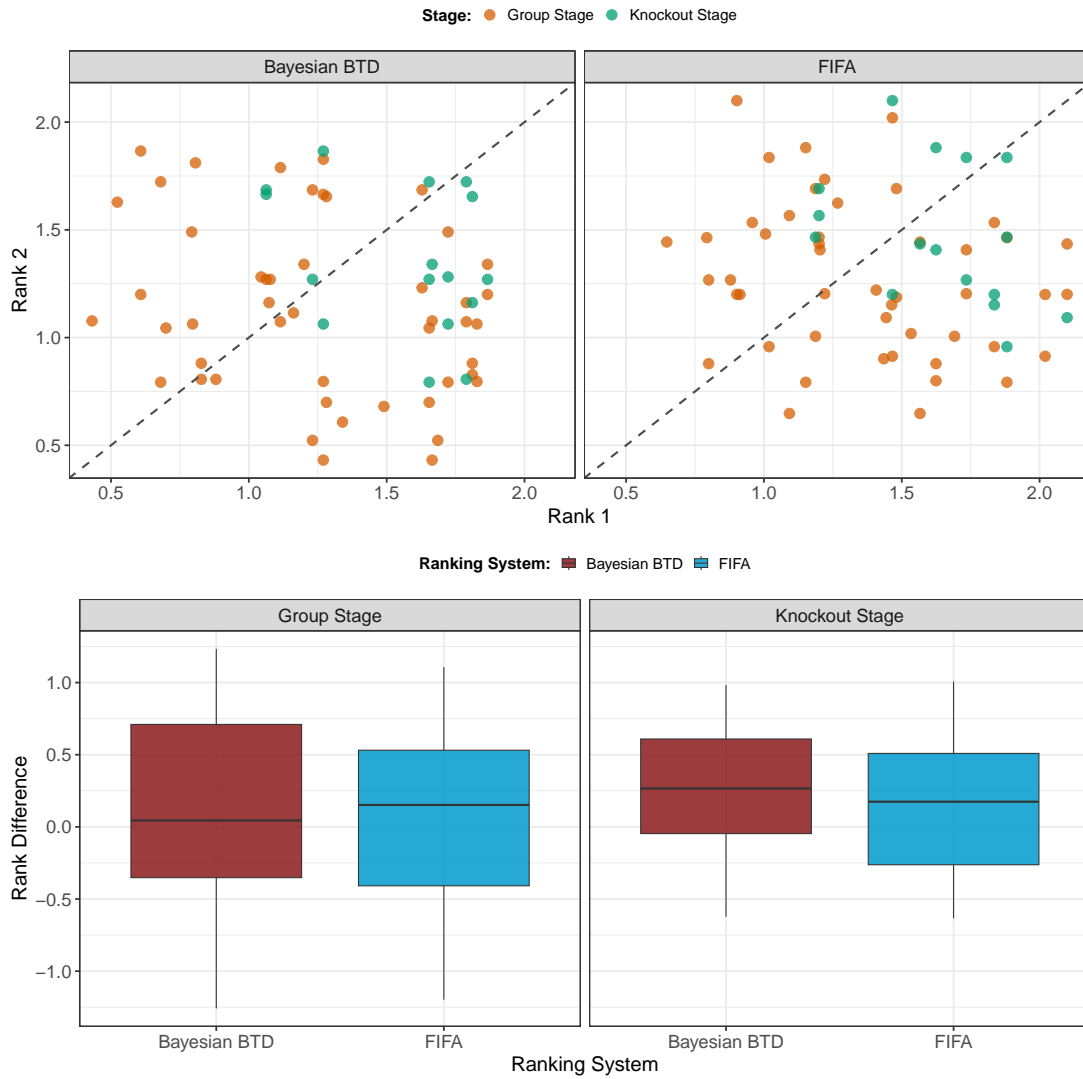 Stage: Group Stage Knockout Stage
Bayesian BTD FIFA
2.0
1.5
1.0
0.5
Rank 2
0.5 1.0 1.5 2.0 0.5 1.0 1.5 2.0
Rank 1
Ranking System: Bayesian BTD FIFA
Group Stage Knockout Stage
1.0
0.5
0.0
−0.5
−1.0
Rank Difference
Bayesian BTD FIFA Bayesian BTD FIFA
Ranking System